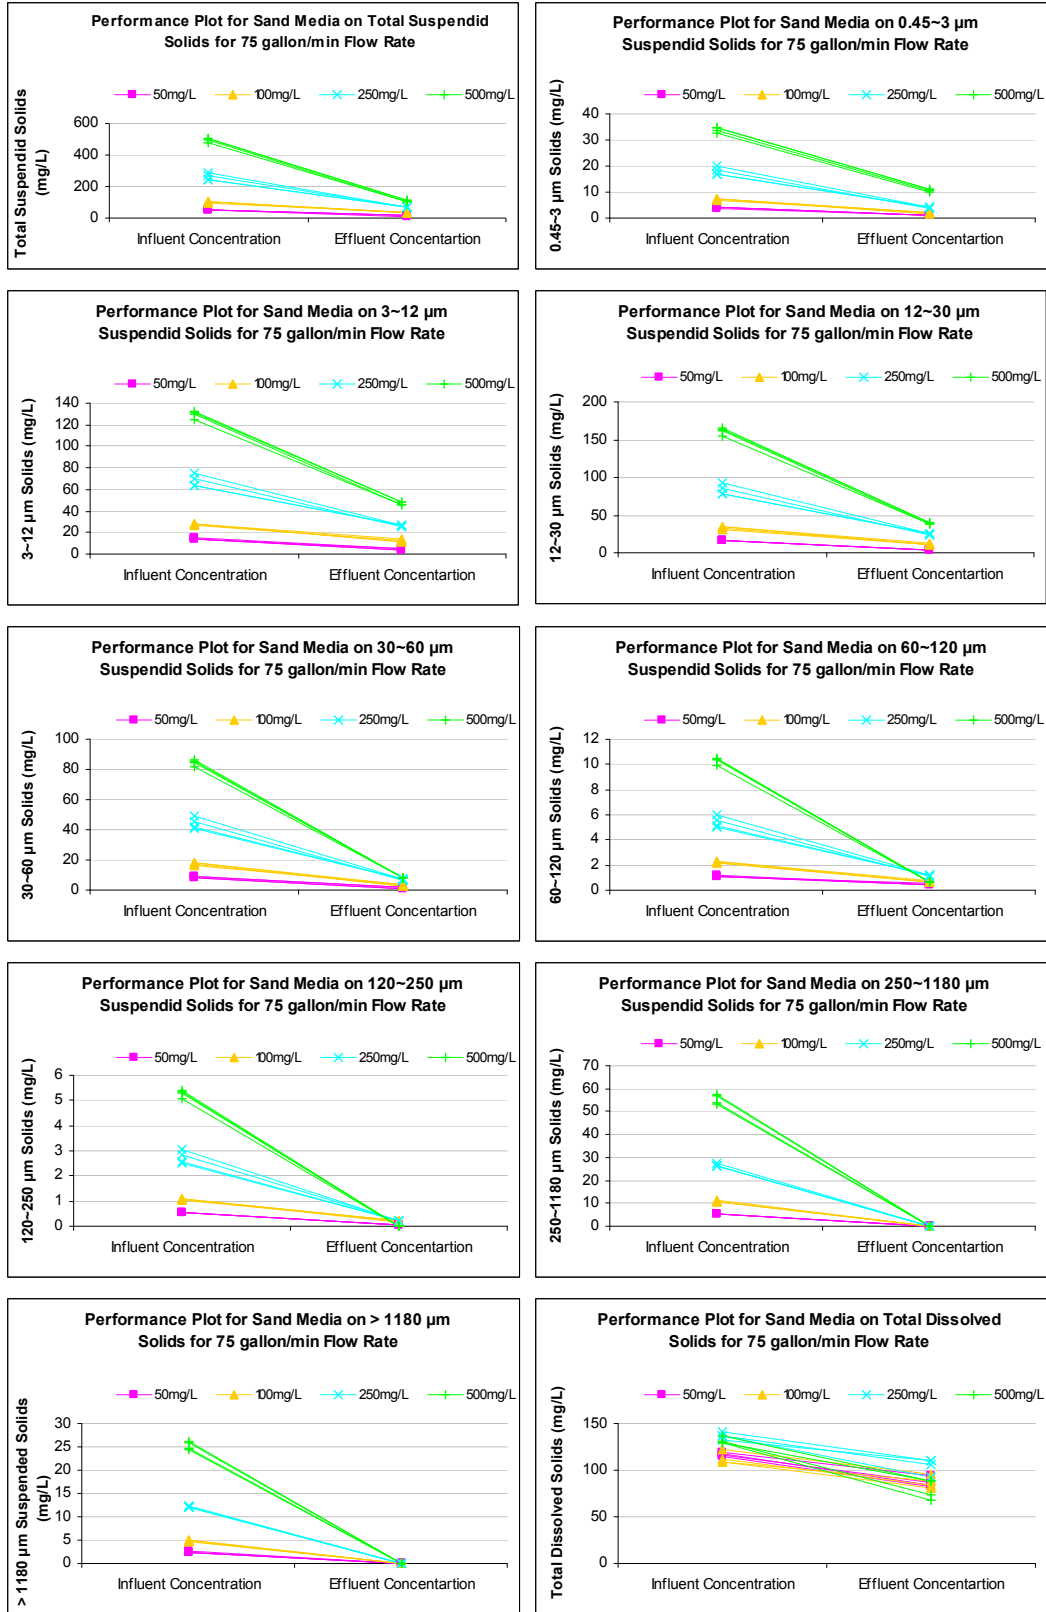 Performance Plot for Sand Media on Total Suspendid
Solids for 75 gallon/min Flow Rate
50mg/L 100mg/L 250mg/L 500mg/L
Total Suspendid Solids
(mg/L)
600
400
200
0
Influent Concentration Effluent Concentartion
Performance Plot for Sand Media on 0.45~3 µm
Suspendid Solids for 75 gallon/min Flow Rate
50mg/L 100mg/L 250mg/L 500mg/L
0.45~3 µm Solids (mg/L)
40
30
20
10
0
Influent Concentration Effluent Concentartion
Performance Plot for Sand Media on 3~12 µm
Suspendid Solids for 75 gallon/min Flow Rate
50mg/L 100mg/L 250mg/L 500mg/L
3~12 µm Solids (mg/L)
140
120
100
80
60
40
20
0
Influent Concentration Effluent Concentartion
Performance Plot for Sand Media on 12~30 µm
Suspendid Solids for 75 gallon/min Flow Rate
50mg/L 100mg/L 250mg/L 500mg/L
12~30 µm Solids (mg/L)
200
150
100
50
0
Influent Concentration Effluent Concentartion
Performance Plot for Sand Media on 30~60 µm
Suspendid Solids for 75 gallon/min Flow Rate
50mg/L 100mg/L 250mg/L 500mg/L
30~60 µm Solids (mg/L)
100
80
60
40
20
0
Influent Concentration Effluent Concentartion
Performance Plot for Sand Media on 60~120 µm
Suspendid Solids for 75 gallon/min Flow Rate
50mg/L 100mg/L 250mg/L 500mg/L
60~120 µm Solids (mg/L)
12
10
8
6
4
2
0
Influent Concentration Effluent Concentartion
Performance Plot for Sand Media on 120~250 µm
Suspendid Solids for 75 gallon/min Flow Rate
50mg/L 100mg/L 250mg/L 500mg/L
120~250 µm Solids (mg/L)
6
5
4
3
2
1
0
Influent Concentration Effluent Concentartion
Performance Plot for Sand Media on 250~1180 µm
Suspendid Solids for 75 gallon/min Flow Rate
50mg/L 100mg/L 250mg/L 500mg/L
250~1180 µm Solids (mg/L)
70
60
50
40
30
20
10
0
Influent Concentration Effluent Concentartion
Performance Plot for Sand Media on > 1180 µm
Solids for 75 gallon/min Flow Rate
50mg/L 100mg/L 250mg/L 500mg/L
> 1180 µm Suspended Solids
(mg/L)
30
25
20
15
10
5
0
Influent Concentration Effluent Concentartion
Performance Plot for Sand Media on Total Dissolved
Solids for 75 gallon/min Flow Rate
50mg/L 100mg/L 250mg/L 500mg/L
Total Dissolved Solids (mg/L)
150
100
50
0
Influent Concentration Effluent Concentartion